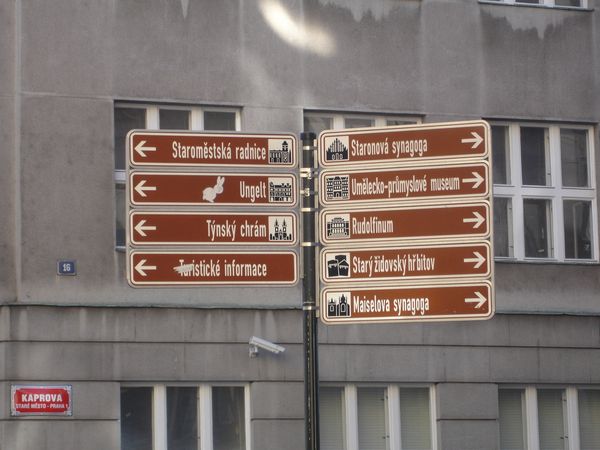 Staroměstská radnice
Ungelt
Týnský chrám
Turistické informace
Staronová synagoga
Umělecko-průmyslové museum
Rudolfinum
Starý židovský hřbitov
Maiselova synagoga
16
KAPROVA
STARÉ MĚSTO - PRAHA 1